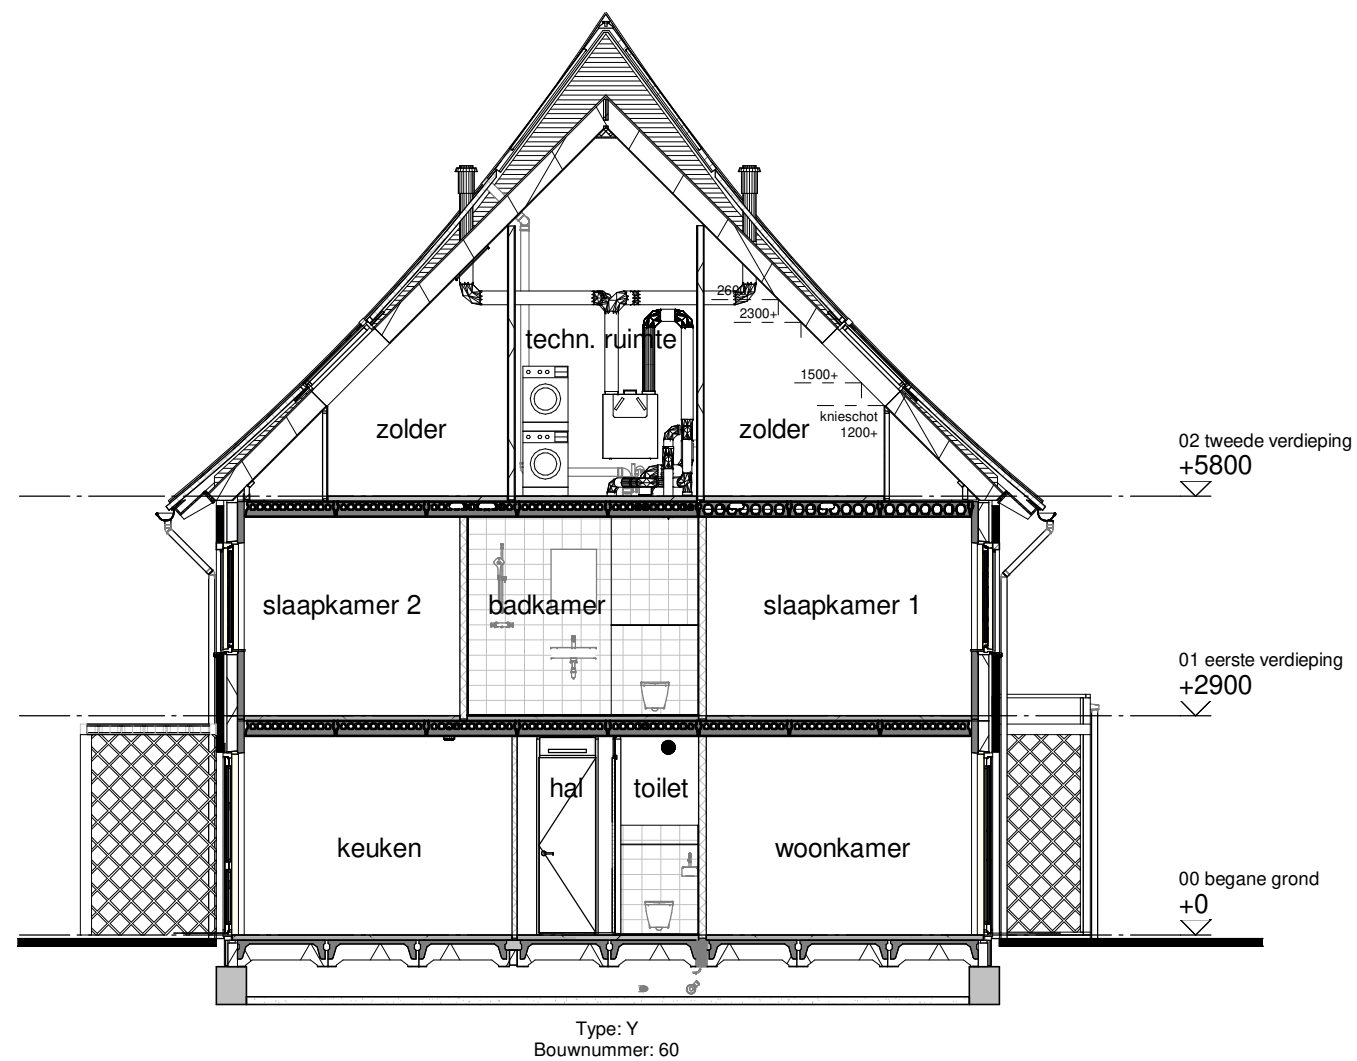 2600+
2300+
techn. ruimte
1500+
knieschot
1200+
zolder
zolder
02 tweede verdieping
+5800
slaapkamer 2
badkamer
slaapkamer 1
01 eerste verdieping
+2900
hal
toilet
keuken
woonkamer
00 begane grond
+0
Type: Y
Bouwnummer: 60